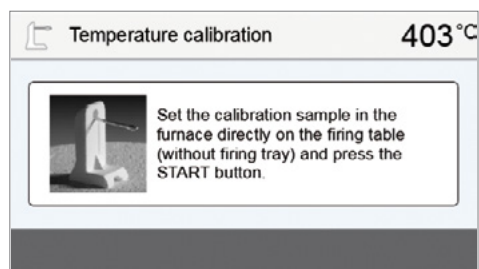 Temperature calibration 403°C
Set the calibration sample in the
furnace directly on the firing table
(without firing tray) and press the
START button.